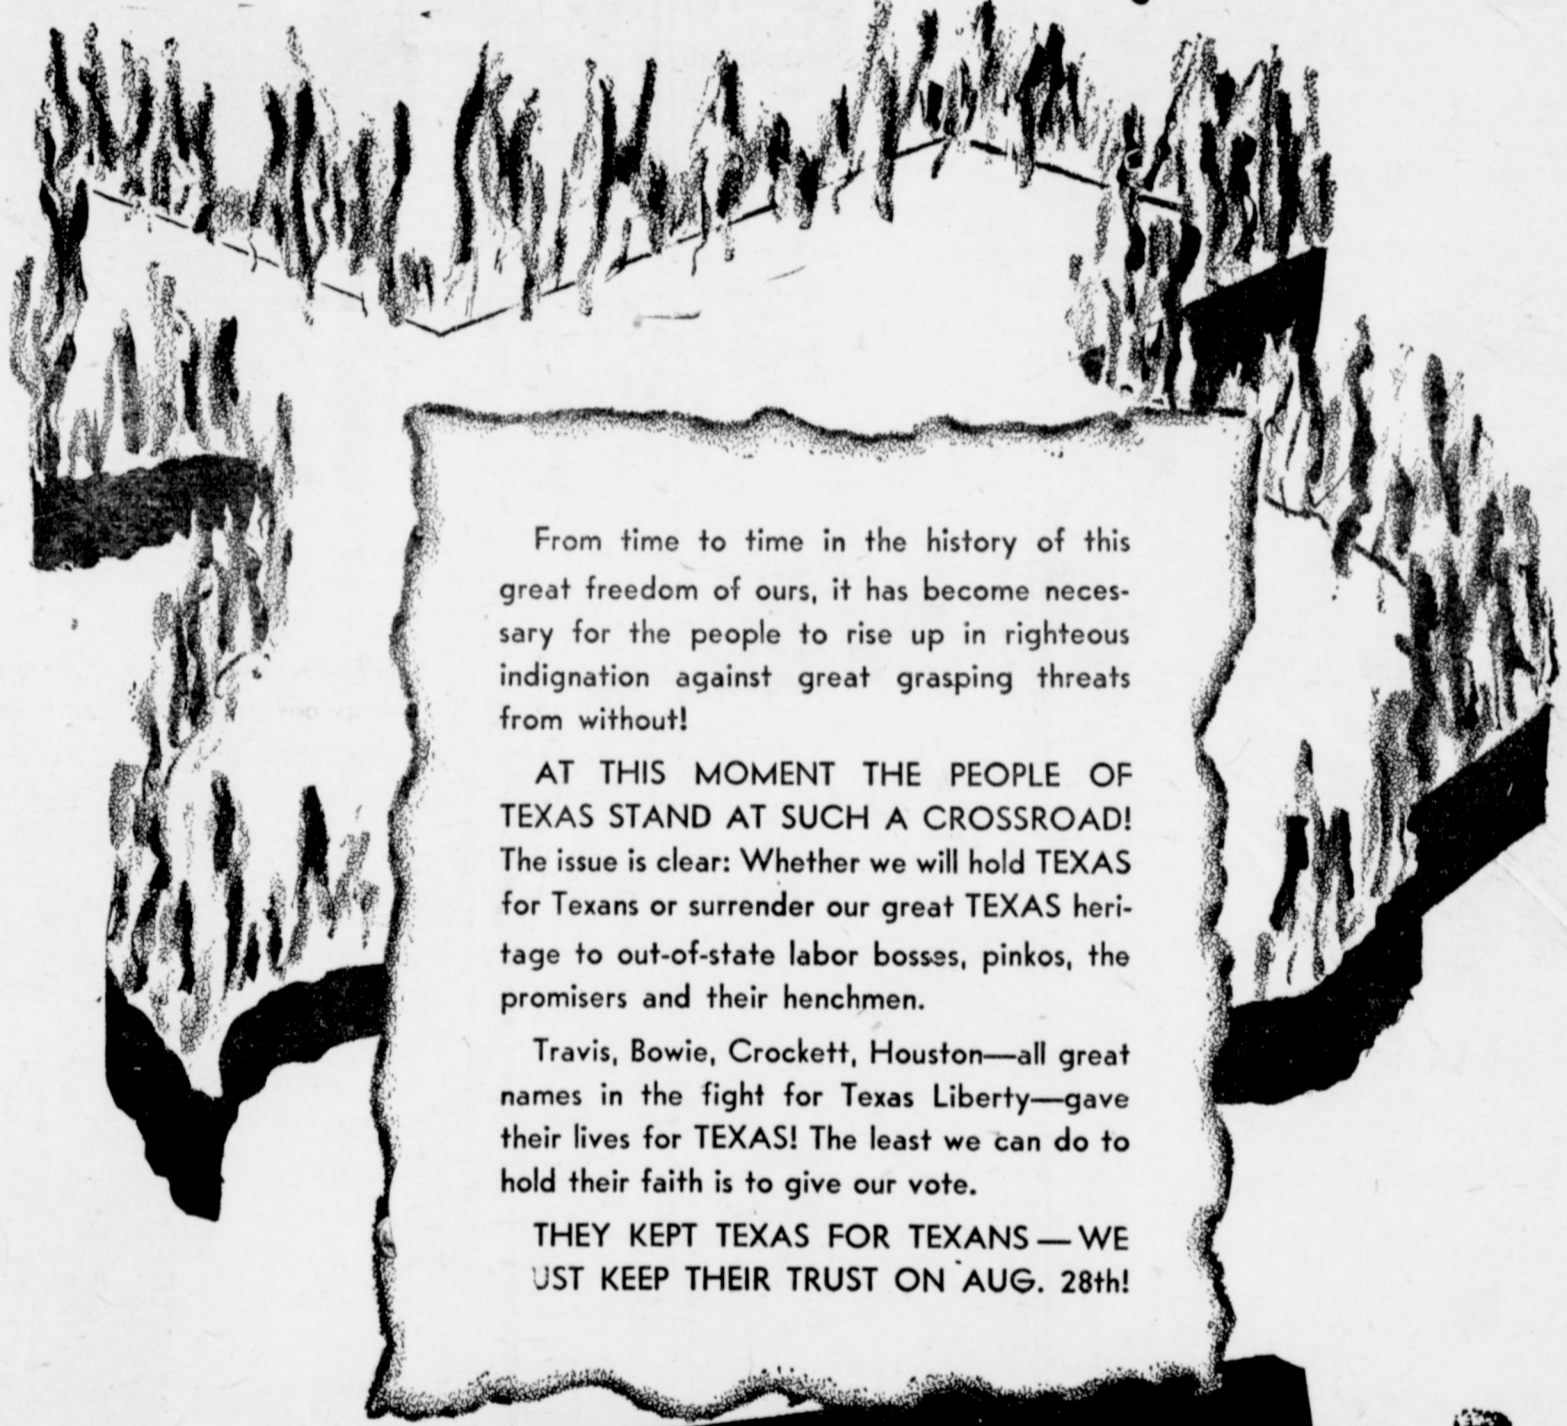 From time to time in the history of this
great freedom of ours, it has become neces-
sary for the people to rise up in righteous
indignation against great grasping threats
from without!
AT THIS MOMENT THE PEOPLE OF
TEXAS STAND AT SUCH A CROSSROAD!
The issue is clear: Whether we will hold TEXAS
for Texans or surrender our great TEXAS heri-
tage to out-of-state labor bosses, pinkos, the
promisers and their henchmen.
Travis, Bowie, Crockett, Houston—all great
names in the fight for Texas Liberty—gave
their lives for TEXAS! The least we can do to
hold their faith is to give our vote.
THEY KEPT TEXAS FOR TEXANS — WE
UST KEEP THEIR TRUST ON AUG. 28th!